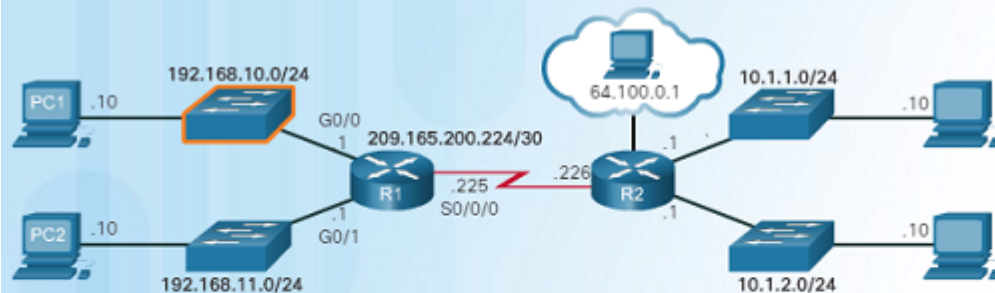 192.168.10.0/24
PC1
.10
G0/0
1
209.165.200.224/30
R1
.225
S0/0/0
.226
R2
64.100.0.1
10.1.1.0/24
.10
.1
PC2
.10
.1
G0/1
192.168.11.0/24
.1
.10
10.1.2.0/24